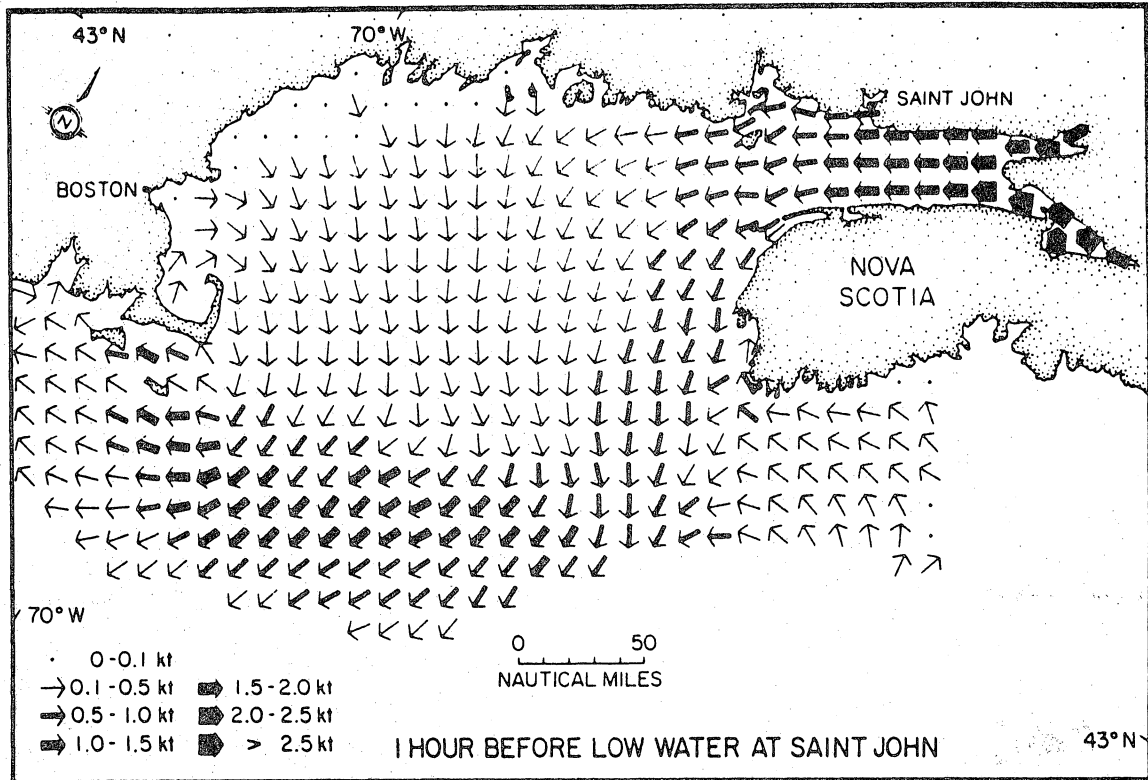 43° N
70° W
N
SAINT JOHN
BOSTON
NOVA
SCOTIA
70° W
0 50
NAUTICAL MILES
0-0.1 kt
0.1-0.5 kt
0.5-1.0 kt
1.0-1.5 kt
1.5-2.0 kt
2.0-2.5 kt
> 2.5 kt
1 HOUR BEFORE LOW WATER AT SAINT JOHN
43° N